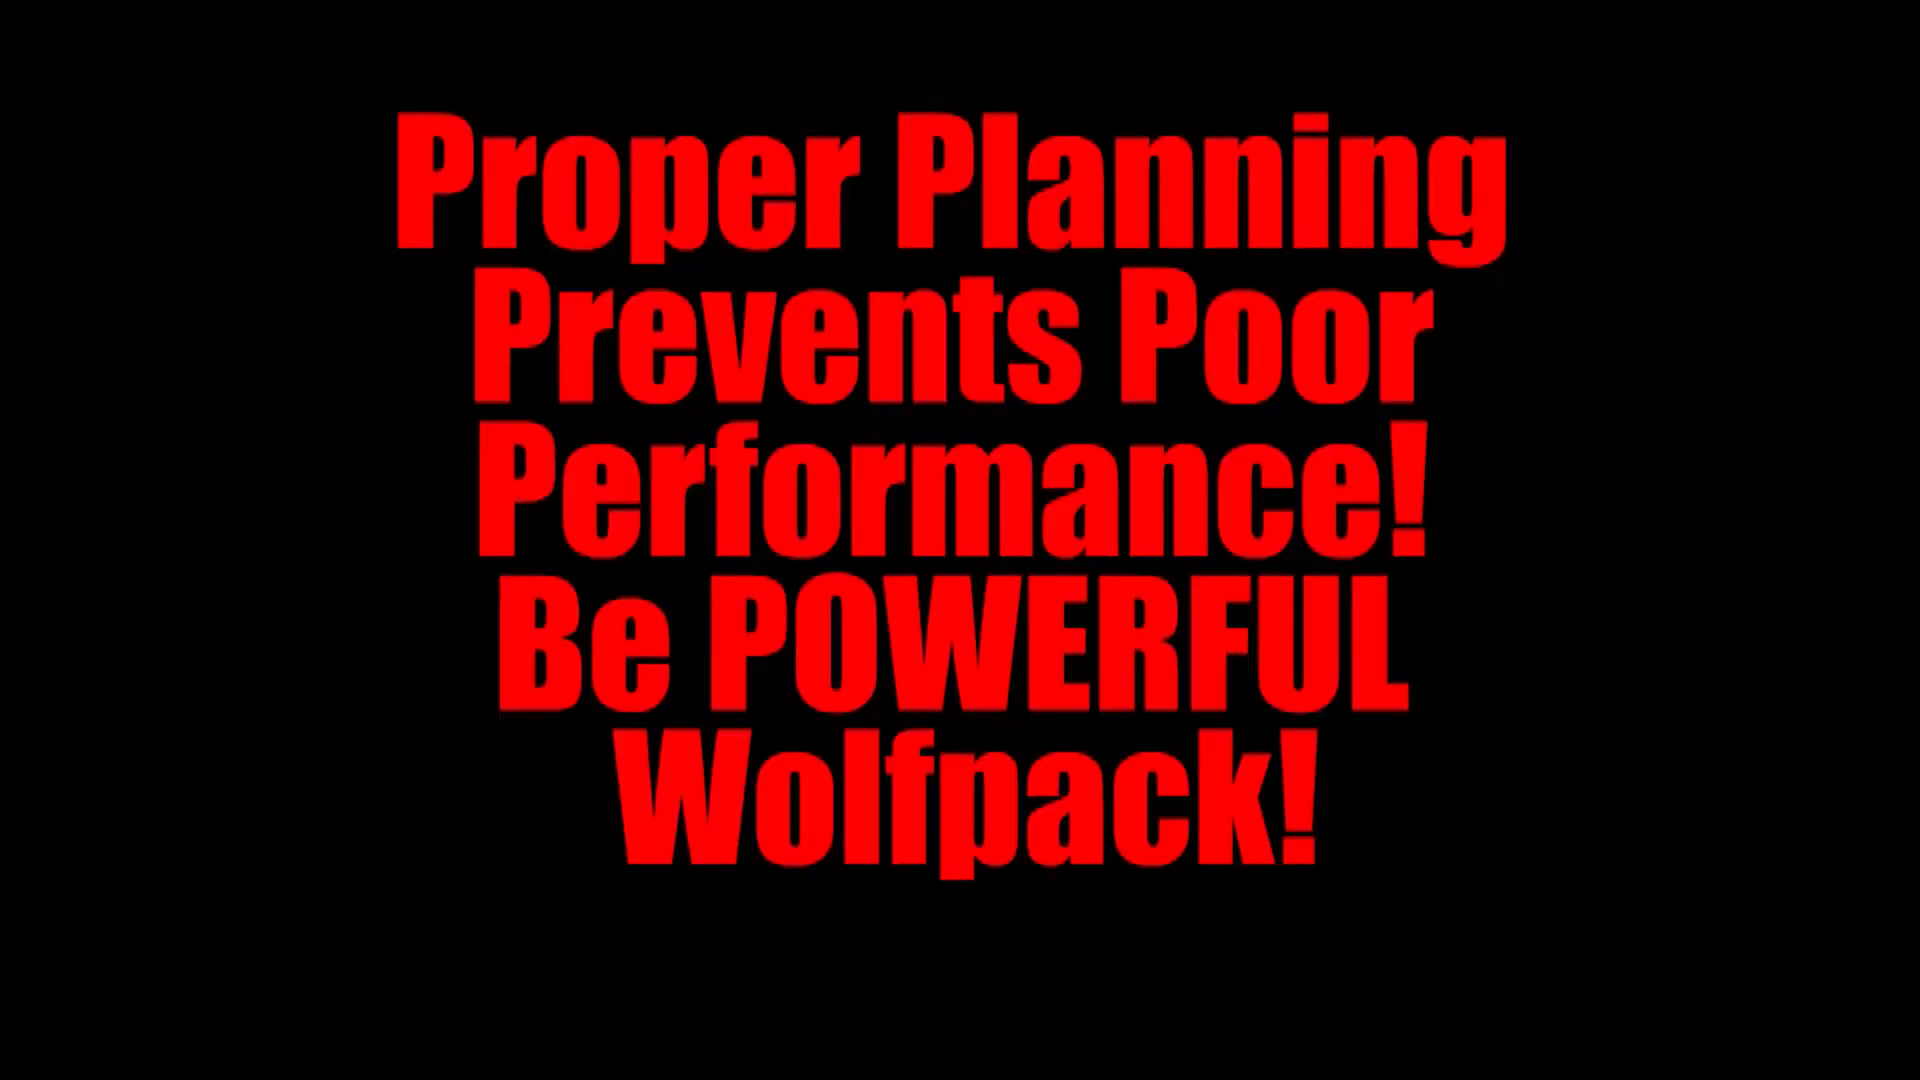 Proper Planning
Prevents Poor
Performance!
Be POWERFUL
Wolfpack!